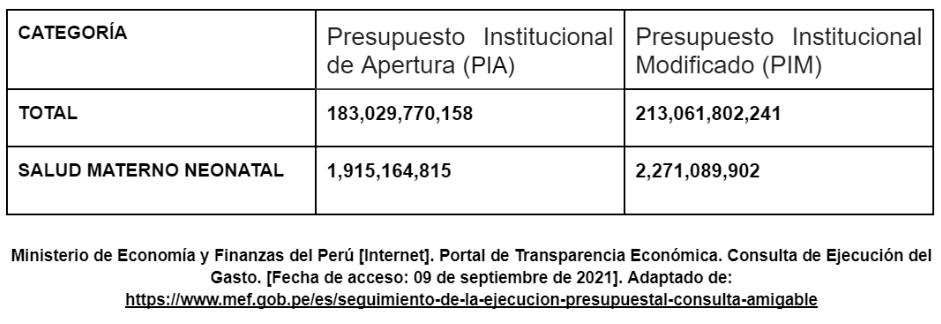 CATEGORÍA
Presupuesto Institucional
de Apertura (PIA)
Presupuesto Institucional
Modificado (PIM)
TOTAL
183,029,770,158
213,061,802,241
SALUD MATERNO NEONATAL
1,915,164,815
2,271,089,902
Ministerio de Economía y Finanzas del Perú [Internet]. Portal de Transparencia Económica. Consulta de Ejecución del
Gasto. [Fecha de acceso: 09 de septiembre de 2021]. Adaptado de:
https://www.mef.gob.pe/es/seguimiento-de-la-ejecucion-presupuestal-consulta-amigable